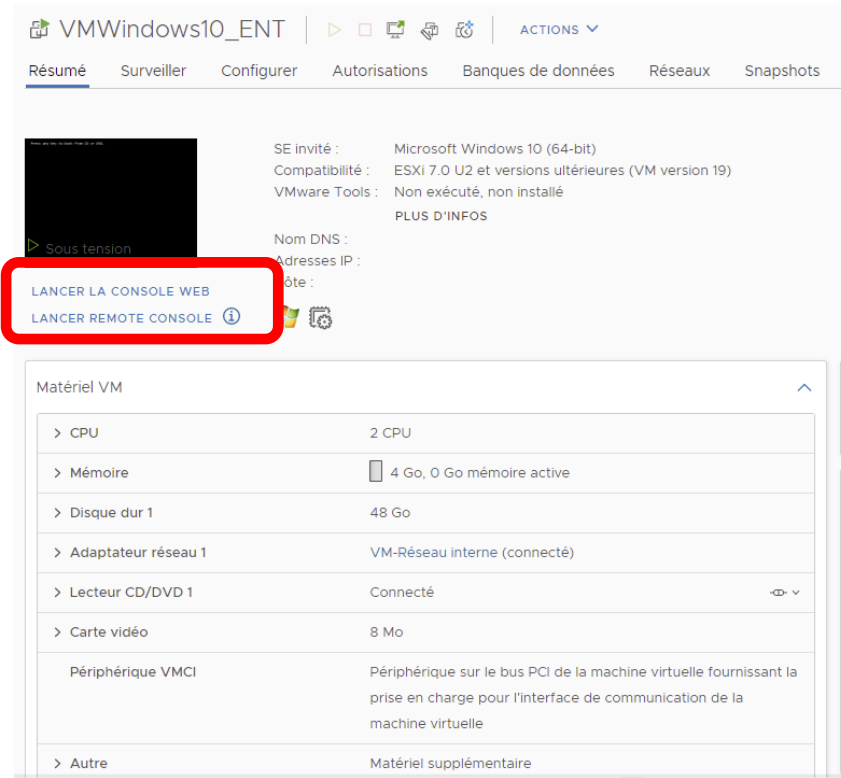 VMWindows10_ENT
ACTIONS
Résumé Surveiller Configurer Autorisations Banques de données Réseaux Snapshots
SE invité : Microsoft Windows 10 (64-bit)
Compatibilité : ESXi 7.0 U2 et versions ultérieures (VM version 19)
VMware Tools : Non exécuté, non installé
PLUS D'INFOS
Nom DNS :
Adresses IP :
Sous tension
LANCER LA CONSOLE WEB
LANCER REMOTE CONSOLE
Matériel VM
CPU 2 CPU
Mémoire 4 Go, 0 Go mémoire active
Disque dur 1 48 Go
Adaptateur réseau 1 VM-Réseau interne (connecté)
Lecteur CD/DVD 1 Connecté
Carte vidéo 8 Mo
Périphérique VMCI Périphérique sur le bus PCI de la machine virtuelle fournissant la
prise en charge pour l'interface de communication de la
machine virtuelle
Autre Matériel supplémentaire